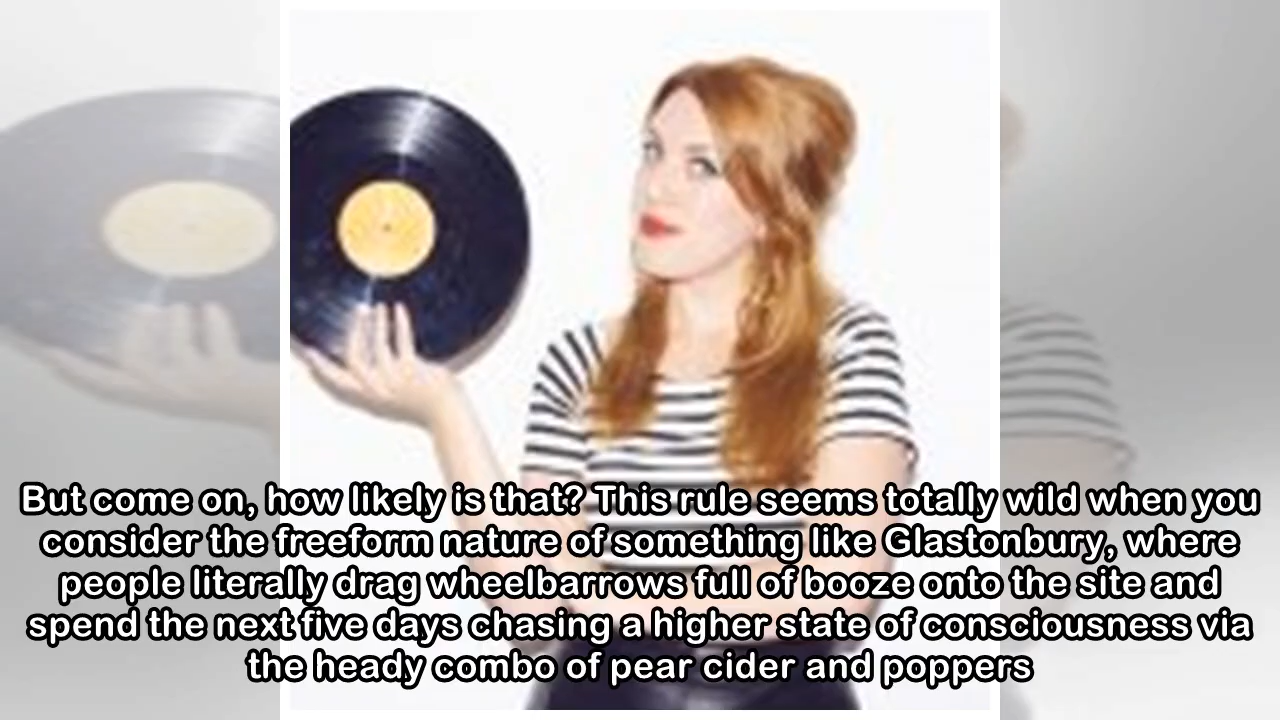 But come on, how likely is that? This rule seems totally wild when you
consider the freeform nature of something like Glastonbury, where
people literally drag wheelbarrows full of booze onto the site and
spend the next five days chasing a higher state of consciousness via
the heady combo of pear cider and poppers